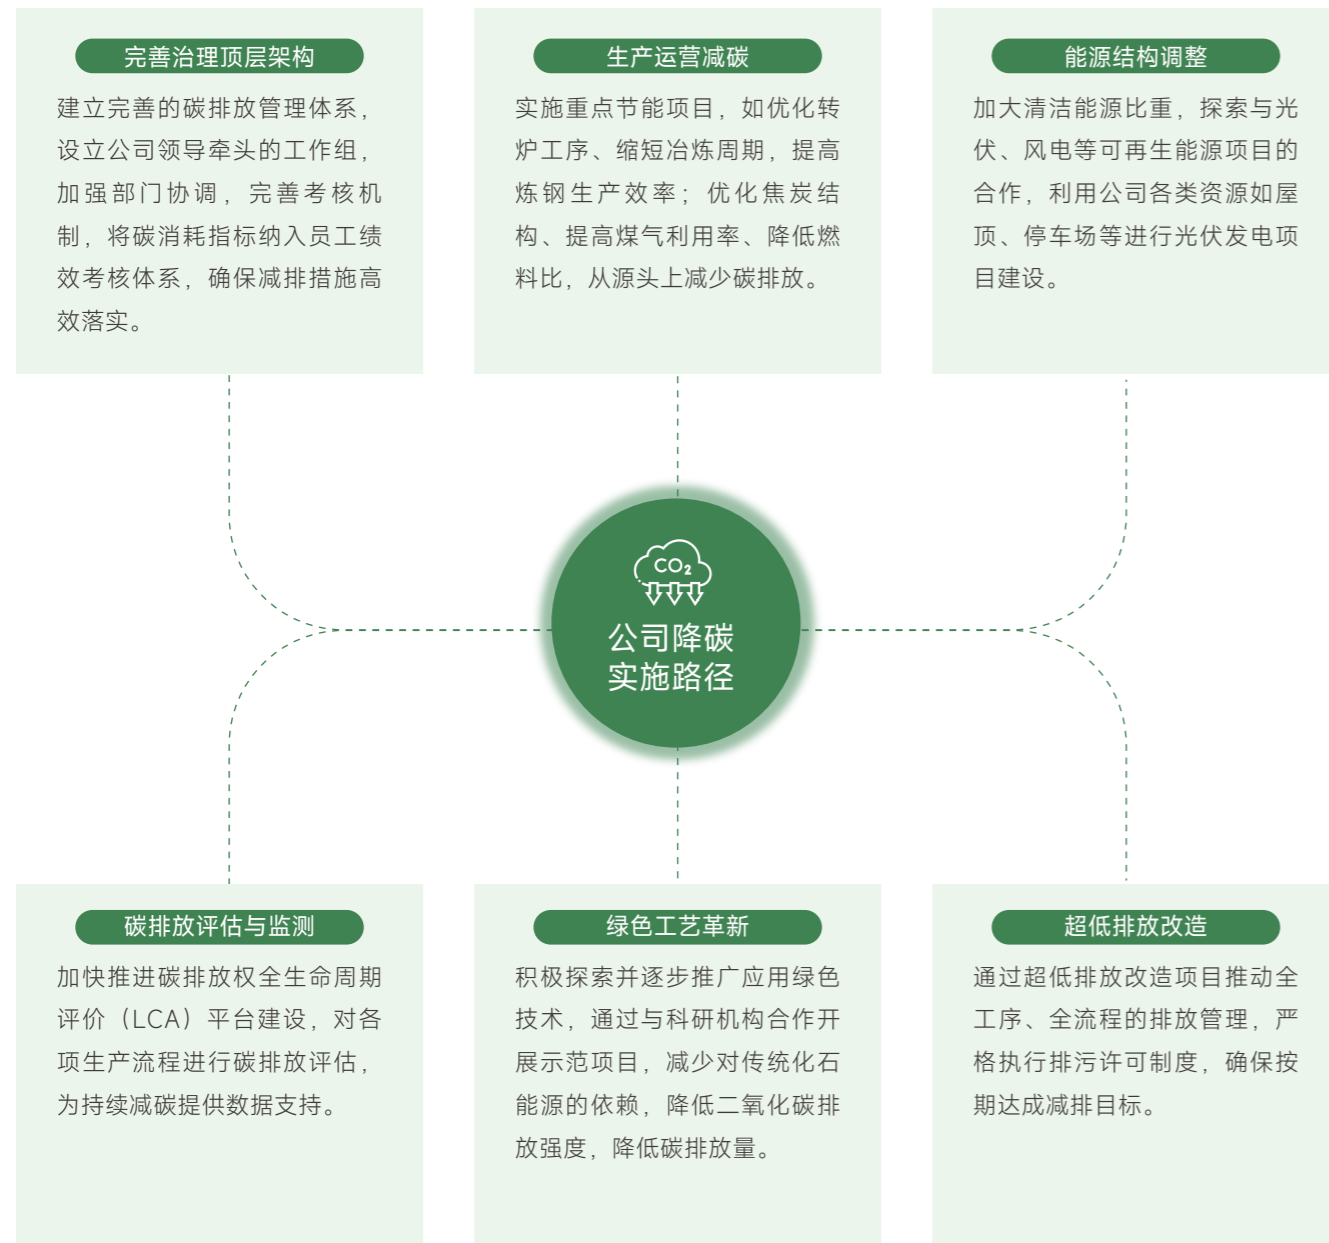 完善治理顶层架构
建立完善的碳排放管理体系，
设立公司领导牵头的工作组，
加强部门协调，完善考核机
制，将碳消耗指标纳入员工绩
效考核体系，确保减排措施高
效落实。
生产运营减碳
实施重点节能项目，如优化转
炉工序、缩短冶炼周期，提高
炼钢生产效率；优化焦炭结
构、提高煤气利用率、降低燃
料比，从源头上减少碳排放。
能源结构调整
加大清洁能源比重，探索与光
伏、风电等可再生能源项目的
合作，利用公司各类资源如屋
顶、停车场等进行光伏发电项
目建设。
CO₂
公司降碳
实施路径
碳排放评估与监测
加快推进碳排放权全生命周期
评价（LCA）平台建设，对各
项生产流程进行碳排放评估，
为持续减碳提供数据支持。
绿色工艺革新
积极探索并逐步推广应用绿色
技术，通过与科研机构合作开
展示范项目，减少对传统化石
能源的依赖，降低二氧化碳排
放强度，降低碳排放量。
超低排放改造
通过超低排放改造项目推动全
工序、全流程的排放管理，严
格执行排污许可制度，确保按
期达成减排目标。